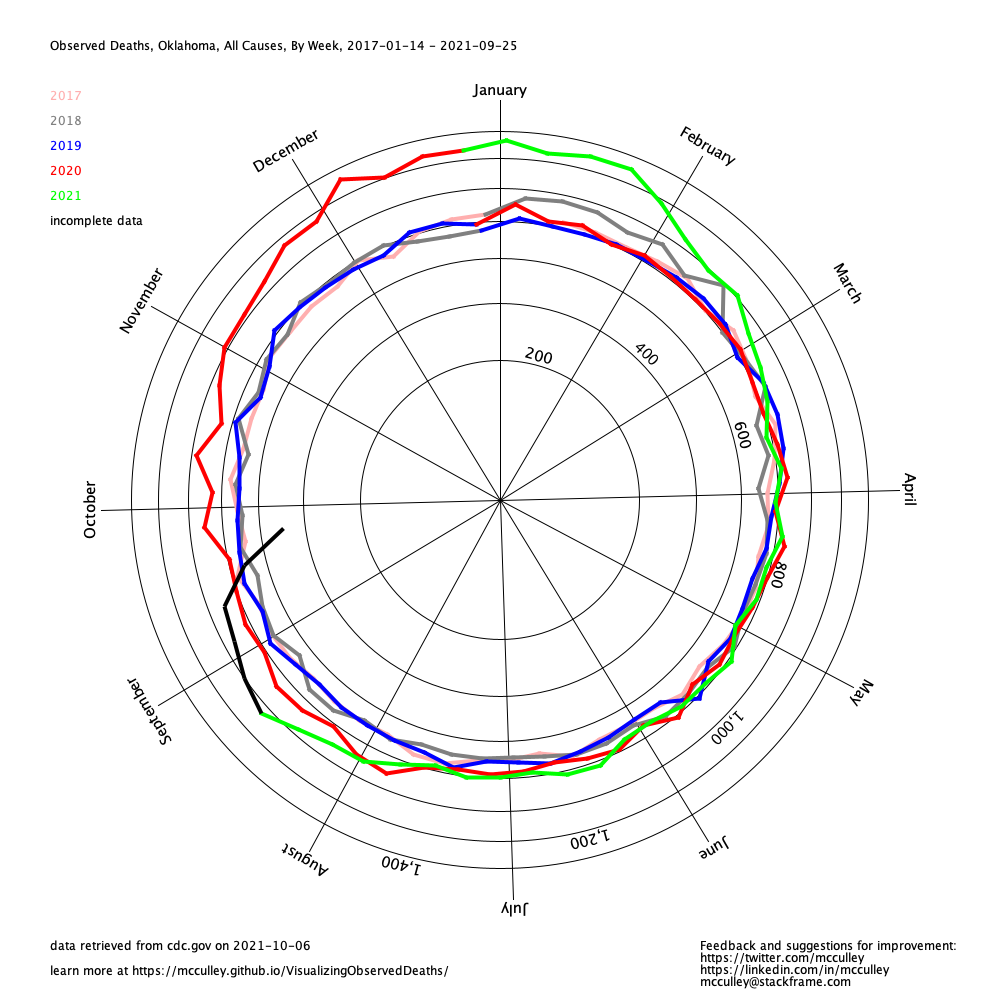 Observed Deaths, Oklahoma, All Causes, By Week, 2017-01-14 - 2021-09-25
2017
2018
2019
2020
2021
incomplete data
January
February
March
April
May
June
July
August
September
October
November
December
200
400
600
800
1,000
1,200
1,400
data retrieved from cdc.gov on 2021-10-06
learn more at https://mcculley.github.io/VisualizingObservedDeaths/
Feedback and suggestions for improvement:
https://twitter.com/mcculley
https://linkedin.com/in/mcculley
mcculley@stackframe.com